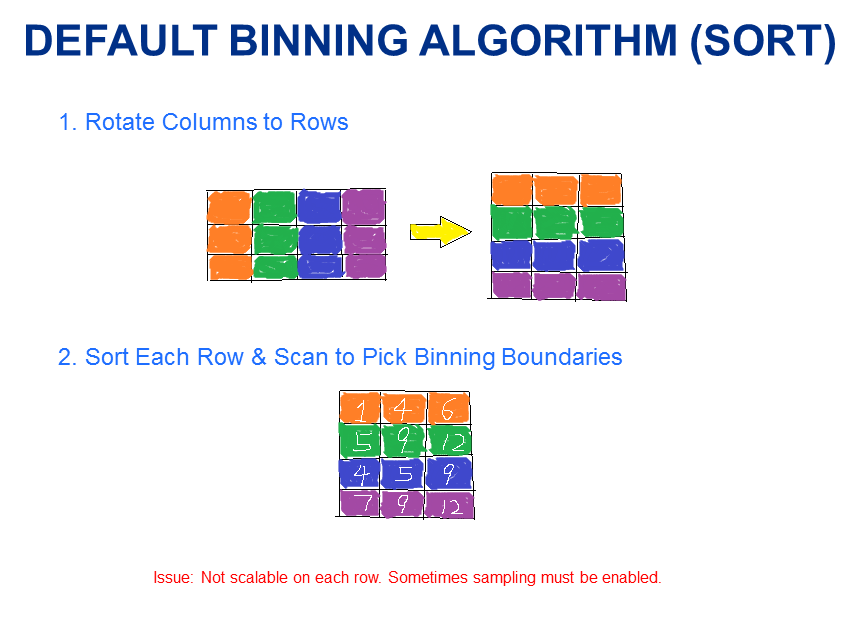 DEFAULT BINNING ALGORITHM (SORT)
1. Rotate Columns to Rows
2. Sort Each Row & Scan to Pick Binning Boundaries
1 4 6
5 9 12
4 5 9
7 9 12
Issue: Not scalable on each row. Sometimes sampling must be enabled.